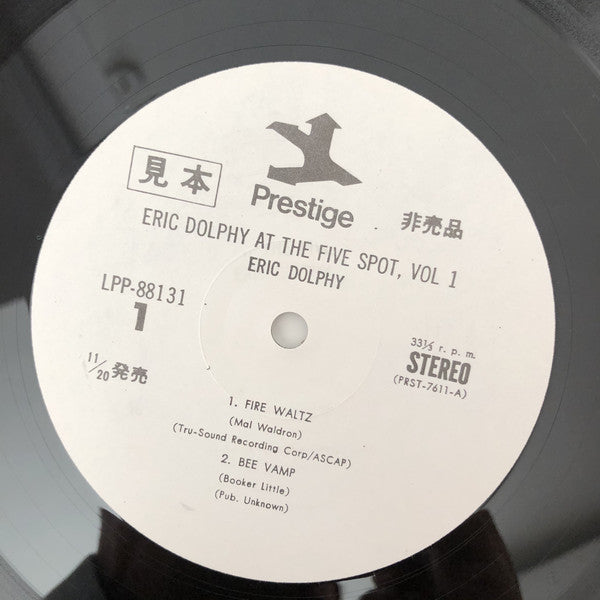 見本
Prestige
非売品
ERIC DOLPHY AT THE FIVE SPOT, VOL 1
ERIC DOLPHY
LPP-88131
1
11/20 発売
33⅓ r. p. m.
STEREO
(PRST-7611-A)
1. FIRE WALTZ
(Mal Waldron)
(Tru-Sound Recording Corp/ASCAP)
2. BEE VAMP
(Booker Little)
(Pub. Unknown)